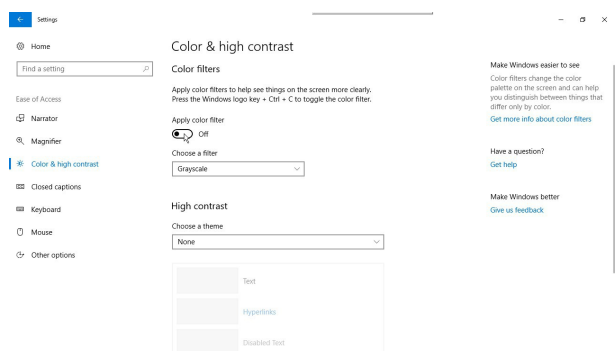 Settings
Home
Find a setting
Ease of Access
Narrator
Magnifier
Color & high contrast
Closed captions
Keyboard
Mouse
Other options
Color & high contrast
Color filters
Apply color filters to help see things on the screen more clearly.
Press the Windows logo key + Ctrl + C to toggle the color filter.
Apply color filter
Off
Choose a filter
Grayscale
High contrast
Choose a theme
None
Text
Hyperlinks
Disabled Text
Make Windows easier to see
Color filters change the color
palette on the screen and can help
you distinguish between things that
differ only by color.
Get more info about color filters
Have a question?
Get help
Make Windows better
Give us feedback